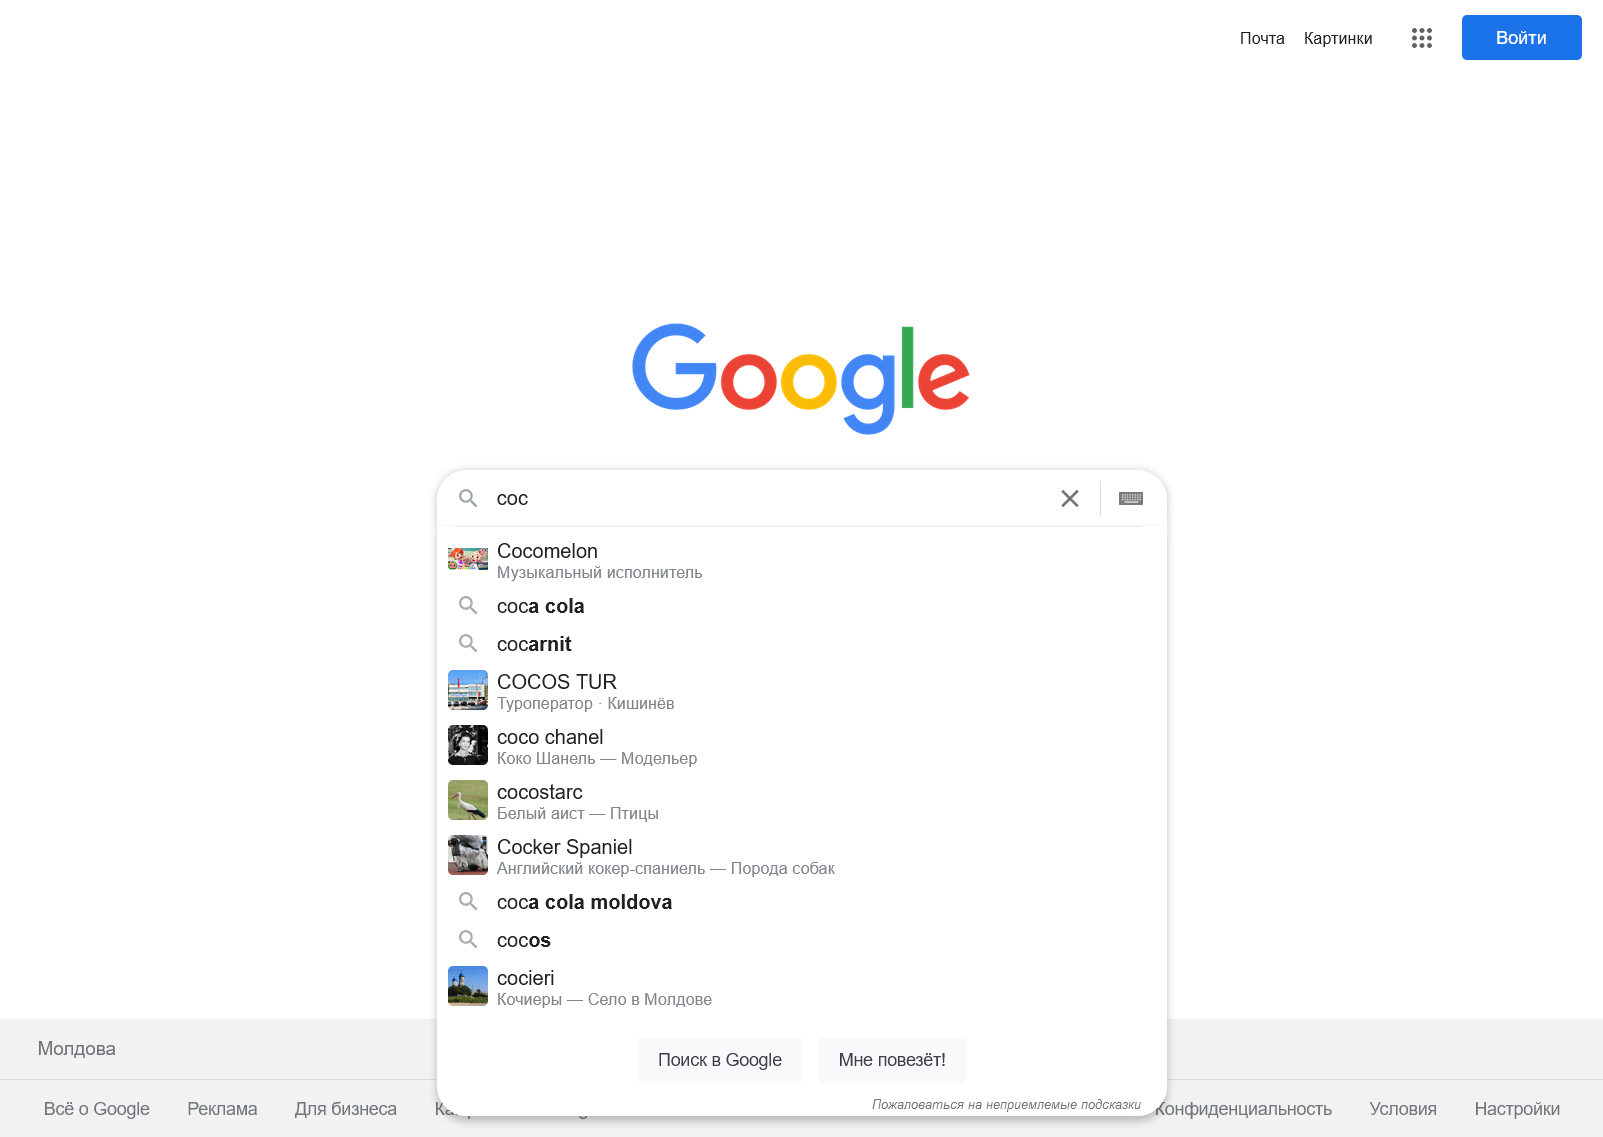 Почта Картинки Войти
Google
coc
Cocomelon
Музыкальный исполнитель
coca cola
cocarnit
COCOS TUR
Туроператор · Кишинёв
coco chanel
Коко Шанель — Модельер
cocostarc
Белый аист — Птицы
Cocker Spaniel
Английский кокер-спаниель — Порода собак
coca cola moldova
cocos
cocieri
Кочиеры — Село в Молдове
Поиск в Google Мне повезёт!
Пожаловаться на неприемлемые подсказки
Молдова
Всё о Google Реклама Для бизнеса Конфиденциальность Условия Настройки